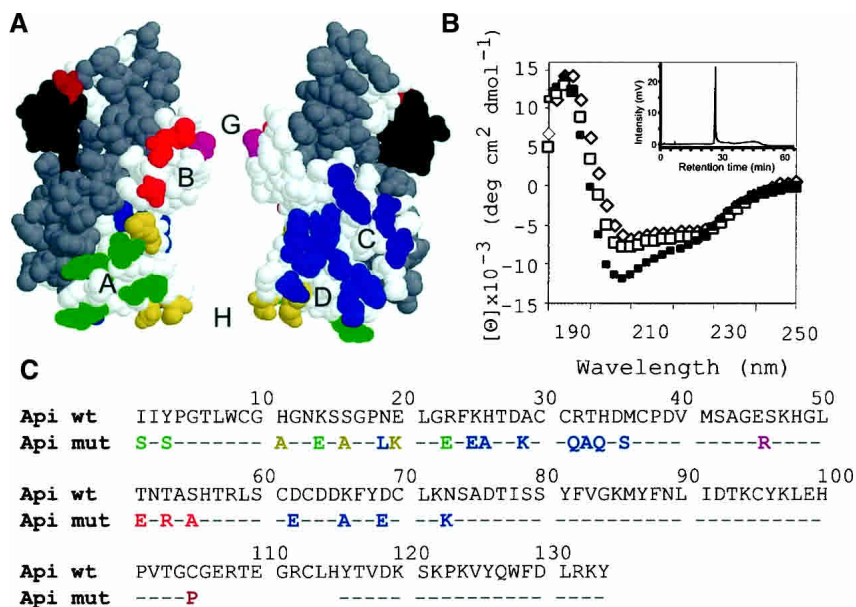 A
B
G
B
A
C
D
H
[Θ]x10⁻³ (deg cm² dmol⁻¹)
15
10
5
0
-5
-10
-15
190
210
230
250
Wavelength (nm)
Intensity (mV)
20
10
0
0
30
60
Retention time (min)
C
10 20 30 40 50
Api wt IIYPGTLWCG HGNKSSGPNE LGRFKHTDAC CRTHDMCPDV MSAGESKHGL
Api mut S-S------- A--E-A--LK --E-EA--K- -QAQ-S---- -----R----
60 70 80 90 100
Api wt TNTASHTRLS CDCDDKFYDC LKNSADTISS YFVGKMYFNL IDTKCYKLEH
Api mut E-R-A----- -E---A--E- --K------- ---------- ----------
110 120 130
Api wt PVTGCGERTE GRCLHYTVDK SKPKVYQWFD LRKY
Api mut ----P ----- ---------- ----